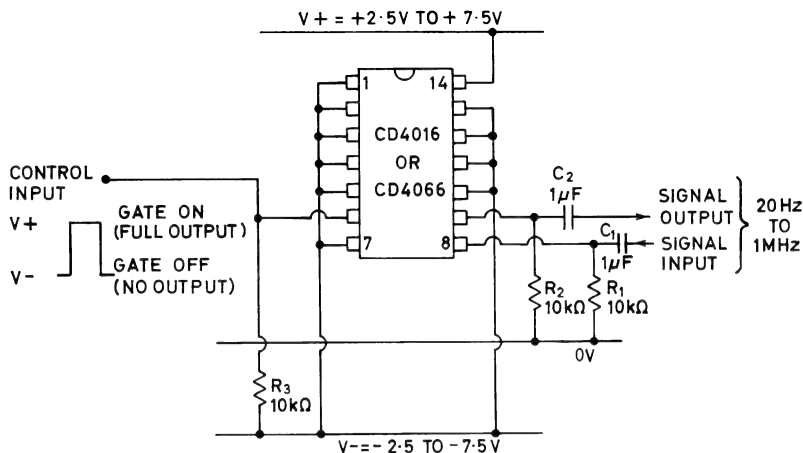 V+ = +2·5V TO + 7·5V
1 14
CD4016
OR
CD4066
7 8
CONTROL
INPUT
V+
GATE ON
(FULL OUTPUT)
V-
GATE OFF
(NO OUTPUT)
C2
1μF
SIGNAL
OUTPUT
C1
1μF
SIGNAL
INPUT
20Hz
TO
1MHz
R2
10kΩ
R1
10kΩ
0V
R3
10kΩ
V-=- 2·5 TO -7·5V